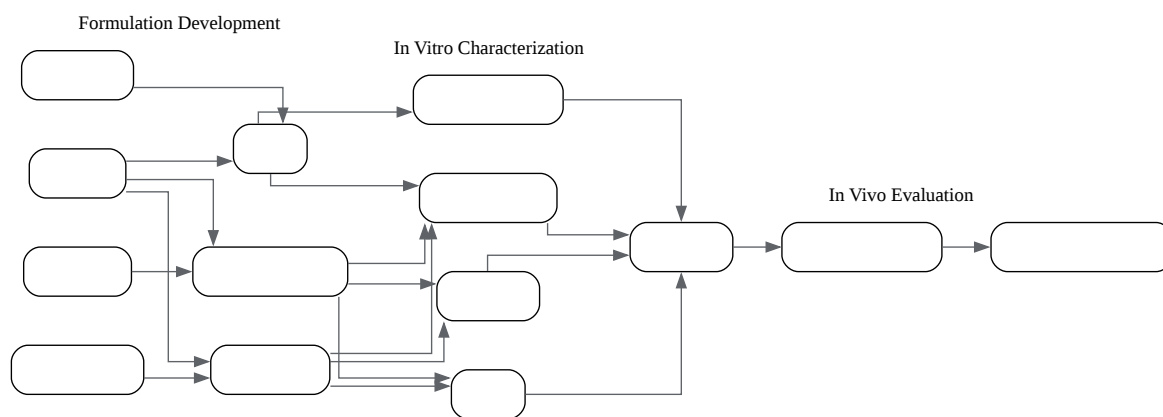 Formulation Development
In Vitro Characterization
In Vivo Evaluation